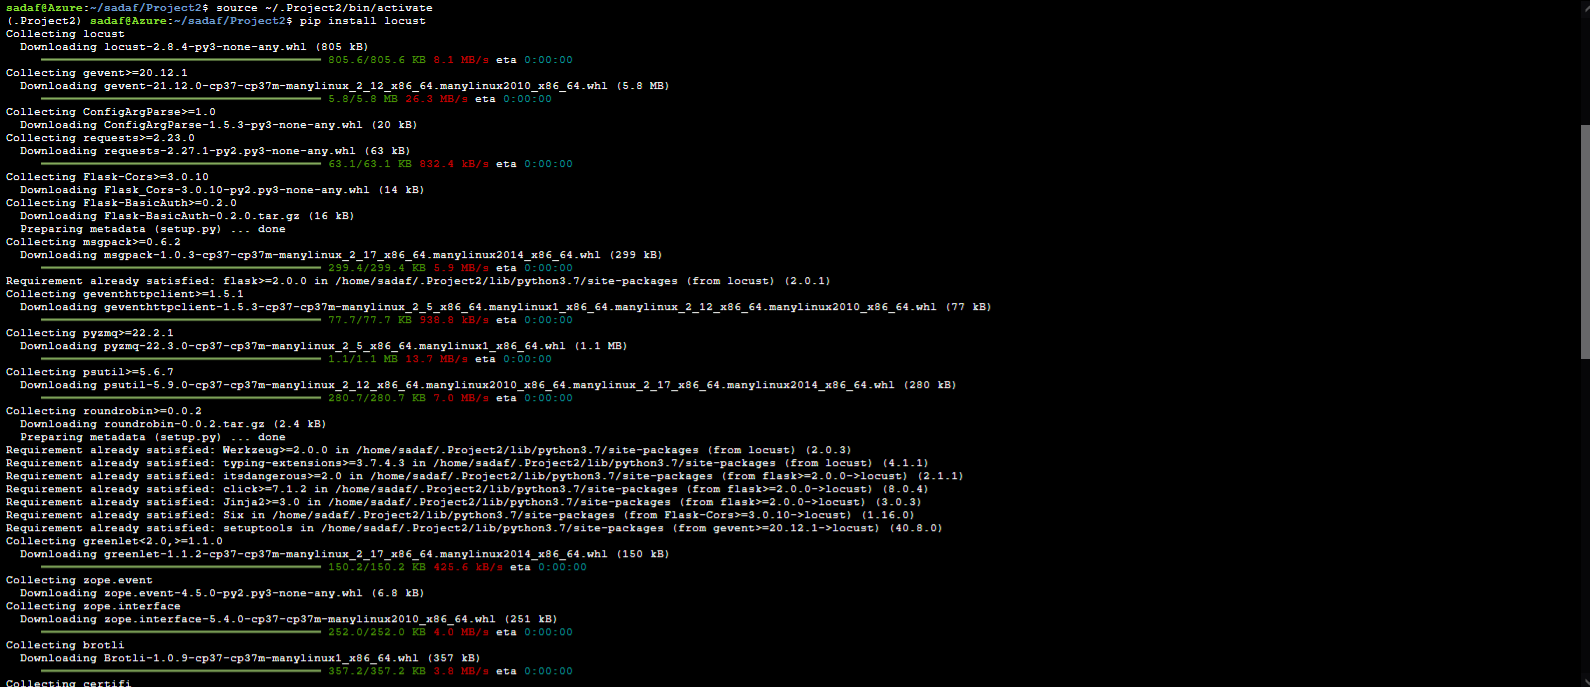 sadaf@Azure:~/sadaf/Project2$ source ~/.Project2/bin/activate
(.Project2) sadaf@Azure:~/sadaf/Project2$ pip install locust
Collecting locust
  Downloading locust-2.8.4-py3-none-any.whl (805 kB)
805.6/805.6 KB 8.1 MB/s eta 0:00:00
Collecting gevent>=20.12.1
  Downloading gevent-21.12.0-cp37-cp37m-manylinux_2_12_x86_64.manylinux2010_x86_64.whl (5.8 MB)
5.8/5.8 MB 26.3 MB/s eta 0:00:00
Collecting ConfigArgParse>=1.0
  Downloading ConfigArgParse-1.5.3-py3-none-any.whl (20 kB)
Collecting requests>=2.23.0
  Downloading requests-2.27.1-py2.py3-none-any.whl (63 kB)
63.1/63.1 KB 832.4 kB/s eta 0:00:00
Collecting Flask-Cors>=3.0.10
  Downloading Flask_Cors-3.0.10-py2.py3-none-any.whl (14 kB)
Collecting Flask-BasicAuth>=0.2.0
  Downloading Flask-BasicAuth-0.2.0.tar.gz (16 kB)
  Preparing metadata (setup.py) ... done
Collecting msgpack>=0.6.2
  Downloading msgpack-1.0.3-cp37-cp37m-manylinux_2_17_x86_64.manylinux2014_x86_64.whl (299 kB)
299.4/299.4 KB 5.9 MB/s eta 0:00:00
Requirement already satisfied: flask>=2.0.0 in /home/sadaf/.Project2/lib/python3.7/site-packages (from locust) (2.0.1)
Collecting geventhttpclient>=1.5.1
  Downloading geventhttpclient-1.5.3-cp37-cp37m-manylinux_2_5_x86_64.manylinux1_x86_64.manylinux_2_12_x86_64.manylinux2010_x86_64.whl (77 kB)
77.7/77.7 KB 938.8 kB/s eta 0:00:00
Collecting pyzmq>=22.2.1
  Downloading pyzmq-22.3.0-cp37-cp37m-manylinux_2_5_x86_64.manylinux1_x86_64.whl (1.1 MB)
1.1/1.1 MB 13.7 MB/s eta 0:00:00
Collecting psutil>=5.6.7
  Downloading psutil-5.9.0-cp37-cp37m-manylinux_2_12_x86_64.manylinux2010_x86_64.manylinux_2_17_x86_64.manylinux2014_x86_64.whl (280 kB)
280.7/280.7 KB 7.0 MB/s eta 0:00:00
Collecting roundrobin>=0.0.2
  Downloading roundrobin-0.0.2.tar.gz (2.4 kB)
  Preparing metadata (setup.py) ... done
Requirement already satisfied: Werkzeug>=2.0.0 in /home/sadaf/.Project2/lib/python3.7/site-packages (from locust) (2.0.3)
Requirement already satisfied: typing-extensions>=3.7.4.3 in /home/sadaf/.Project2/lib/python3.7/site-packages (from locust) (4.1.1)
Requirement already satisfied: itsdangerous>=2.0 in /home/sadaf/.Project2/lib/python3.7/site-packages (from flask>=2.0.0->locust) (2.1.1)
Requirement already satisfied: click>=7.1.2 in /home/sadaf/.Project2/lib/python3.7/site-packages (from flask>=2.0.0->locust) (8.0.4)
Requirement already satisfied: Jinja2>=3.0 in /home/sadaf/.Project2/lib/python3.7/site-packages (from flask>=2.0.0->locust) (3.0.3)
Requirement already satisfied: Six in /home/sadaf/.Project2/lib/python3.7/site-packages (from Flask-Cors>=3.0.10->locust) (1.16.0)
Requirement already satisfied: setuptools in /home/sadaf/.Project2/lib/python3.7/site-packages (from gevent>=20.12.1->locust) (40.8.0)
Collecting greenlet<2.0,>=1.1.0
  Downloading greenlet-1.1.2-cp37-cp37m-manylinux_2_17_x86_64.manylinux2014_x86_64.whl (150 kB)
150.2/150.2 KB 425.6 kB/s eta 0:00:00
Collecting zope.event
  Downloading zope.event-4.5.0-py2.py3-none-any.whl (6.8 kB)
Collecting zope.interface
  Downloading zope.interface-5.4.0-cp37-cp37m-manylinux2010_x86_64.whl (251 kB)
252.0/252.0 KB 4.0 MB/s eta 0:00:00
Collecting brotli
  Downloading Brotli-1.0.9-cp37-cp37m-manylinux1_x86_64.whl (357 kB)
357.2/357.2 KB 3.8 MB/s eta 0:00:00
Collecting certifi